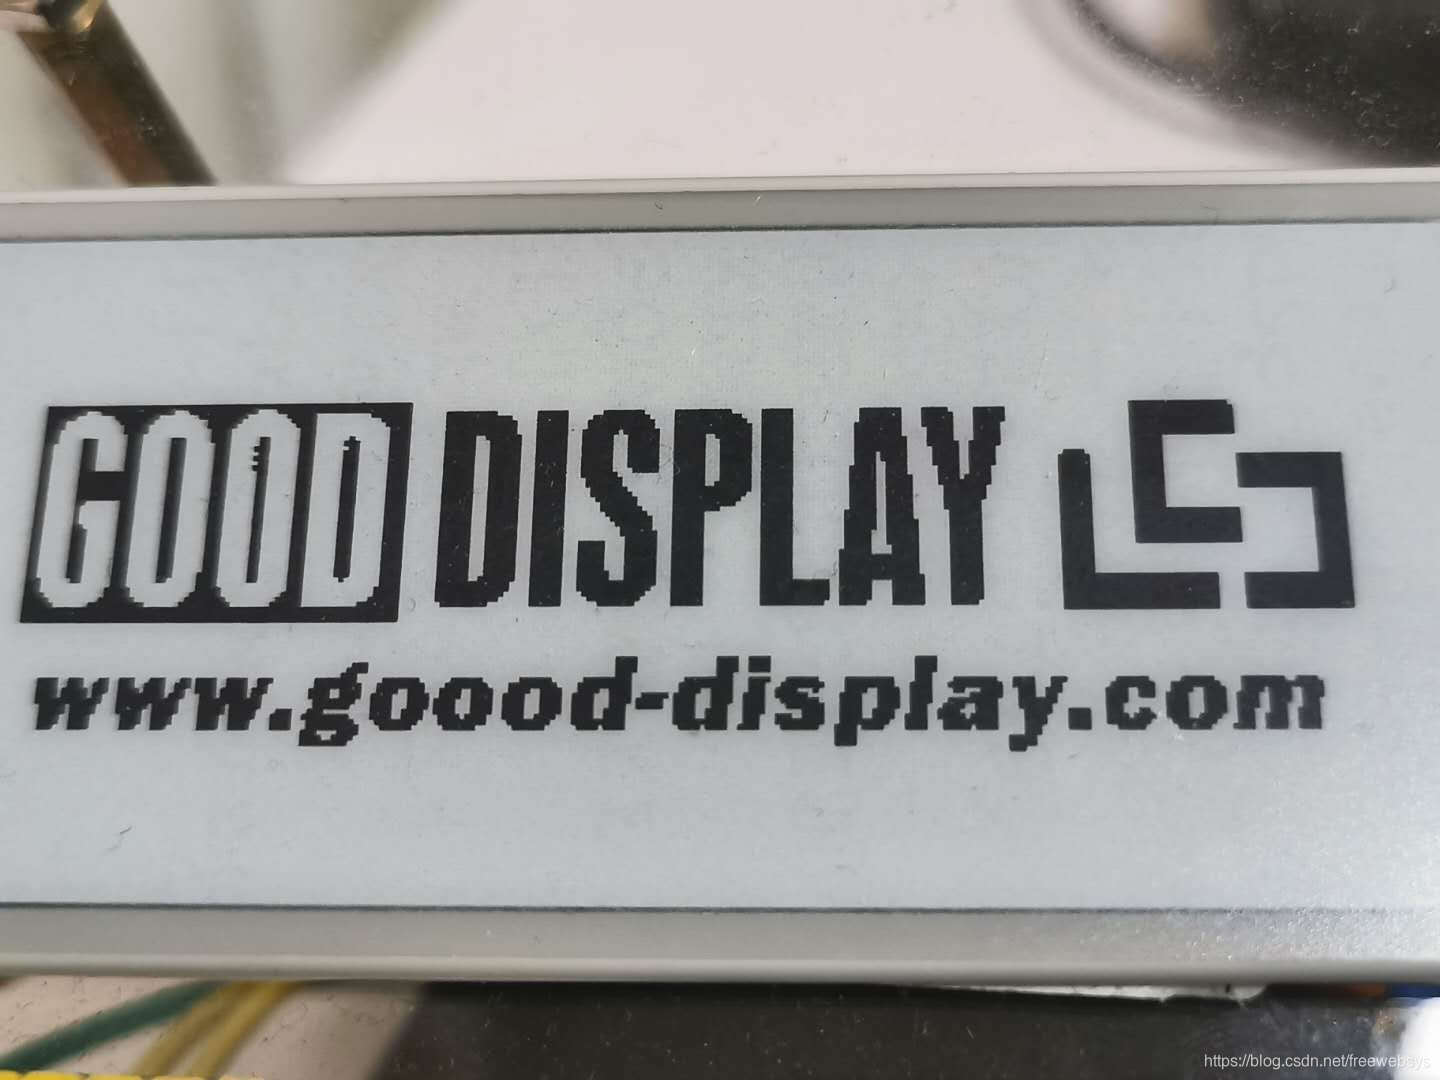 GOOD DISPLAY
www.goood-display.com
https://blog.csdn.net/freewebsys